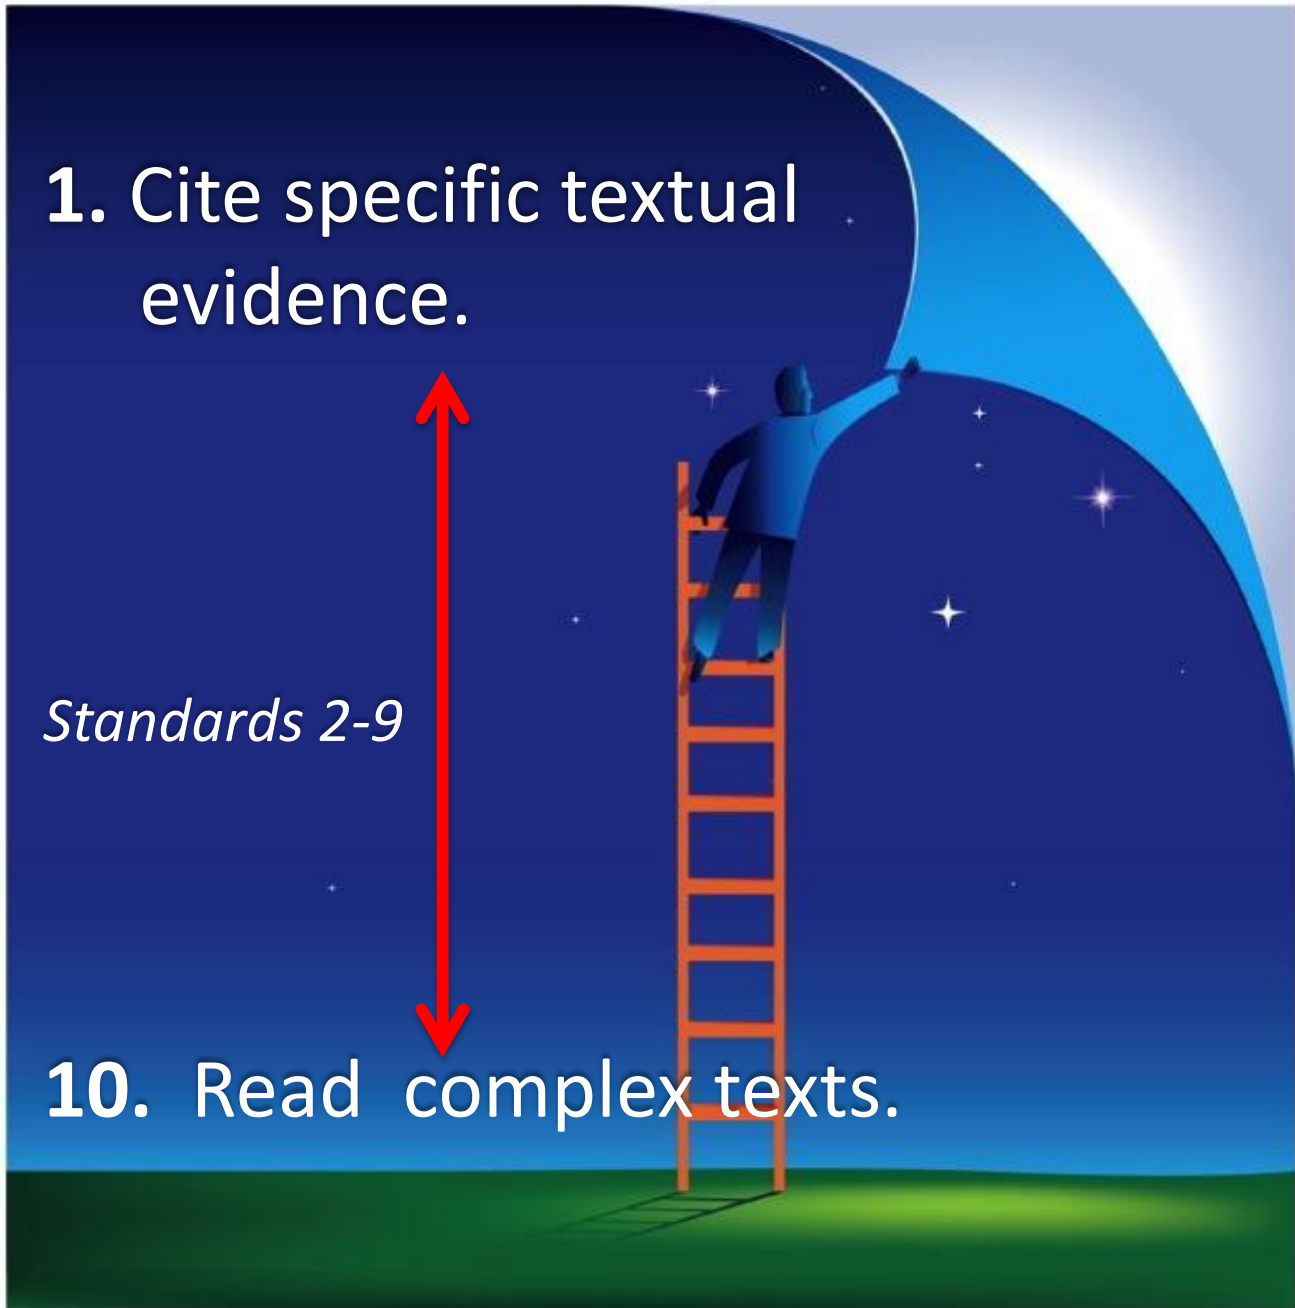 1. Cite specific textual
evidence.
Standards 2-9
10. Read complex texts.